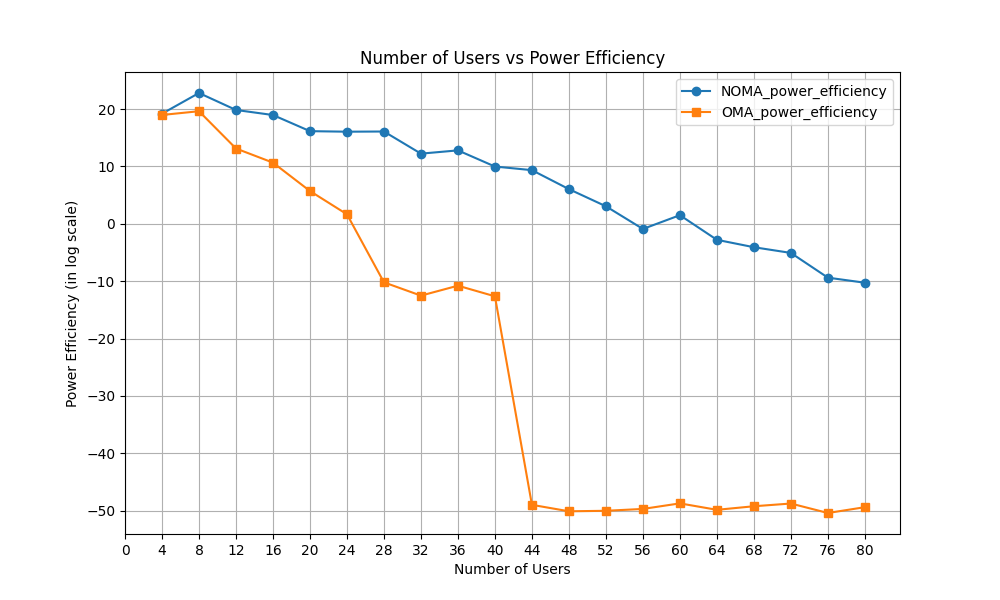 Number of Users vs Power Efficiency
NOMA_power_efficiency
OMA_power_efficiency
Power Efficiency (in log scale)
20
10
0
−10
−20
−30
−40
−50
0 4 8 12 16 20 24 28 32 36 40 44 48 52 56 60 64 68 72 76 80
Number of Users